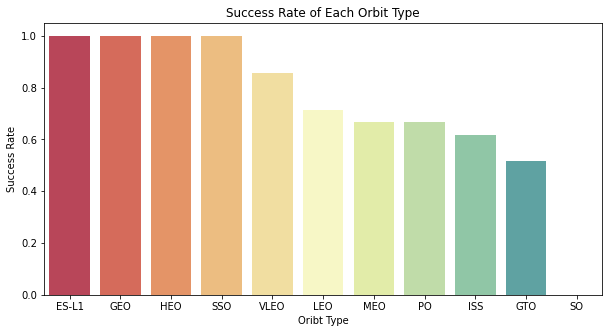 Success Rate of Each Orbit Type
1.0
0.8
0.6
0.4
0.2
0.0
Success Rate
ES-L1 GEO HEO SSO VLEO LEO MEO PO ISS GTO SO
Oribt Type